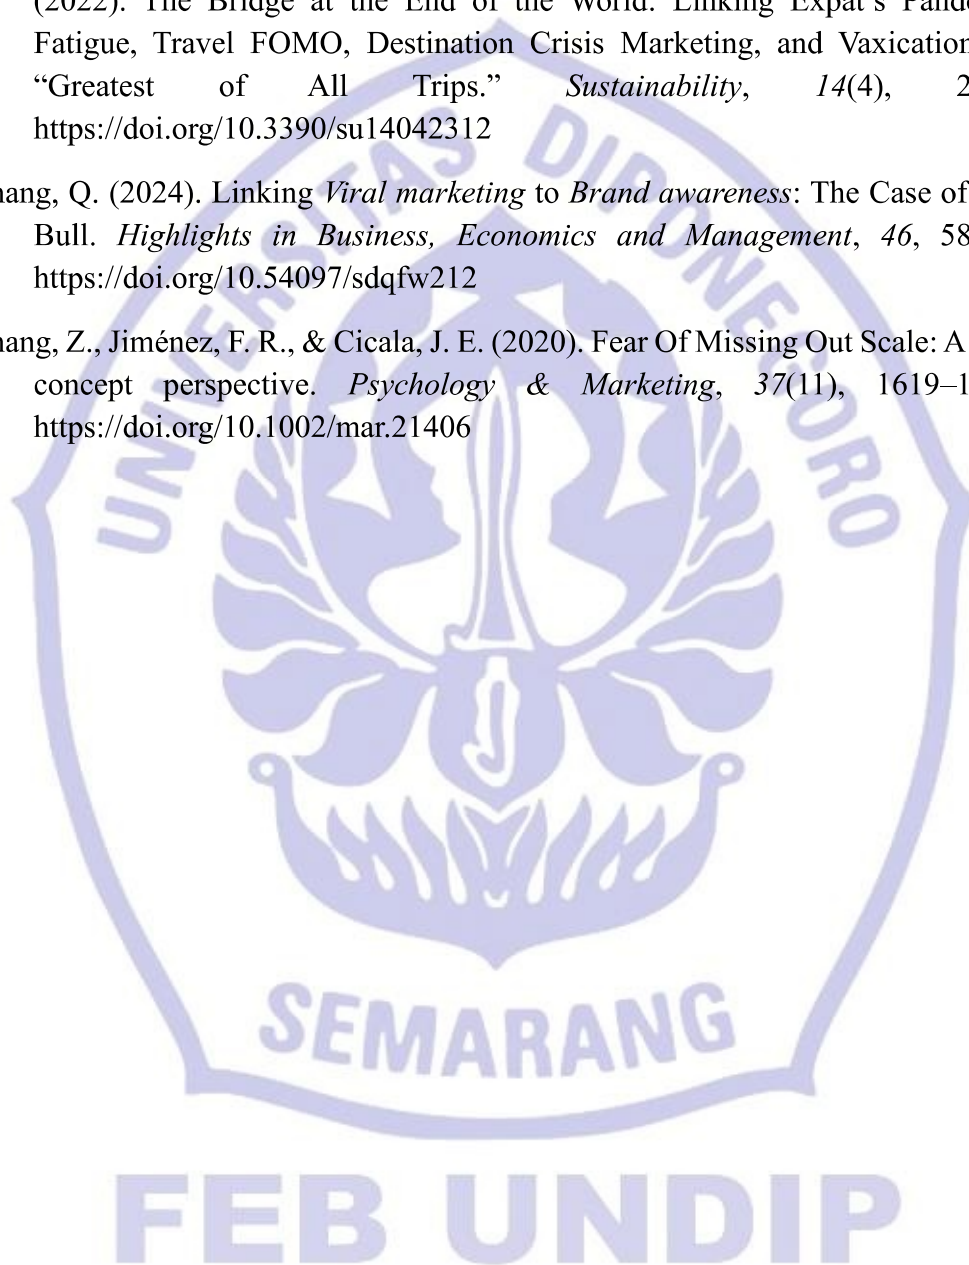 (2022). The Bridge at the End of the World: Linking Expat's
Fatigue, Travel FOMO, Destination Crisis Marketing, and Vaxication
“Greatest of All Trips.” Sustainability, 14(4), 2
https://doi.org/10.3390/su14042312
hang, Q. (2024). Linking Viral marketing to Brand awareness: The Case of
Bull. Highlights in Business, Economics and Management, 46, 58
https://doi.org/10.54097/sdqfw212
hang, Z., Jiménez, F. R., & Cicala, J. E. (2020). Fear Of Missing Out Scale: A
concept perspective. Psychology & Marketing, 37(11), 1619–1
https://doi.org/10.1002/mar.21406
UNIVERSITAS DIPONEGORO
SEMARANG
FEB UNDIP